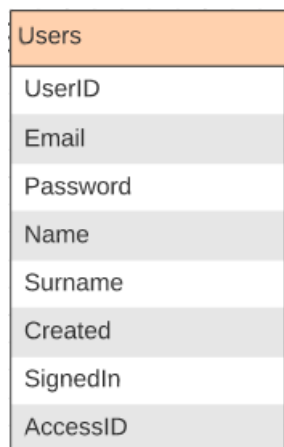 Users
UserID
Email
Password
Name
Surname
Created
SignedIn
AccessID